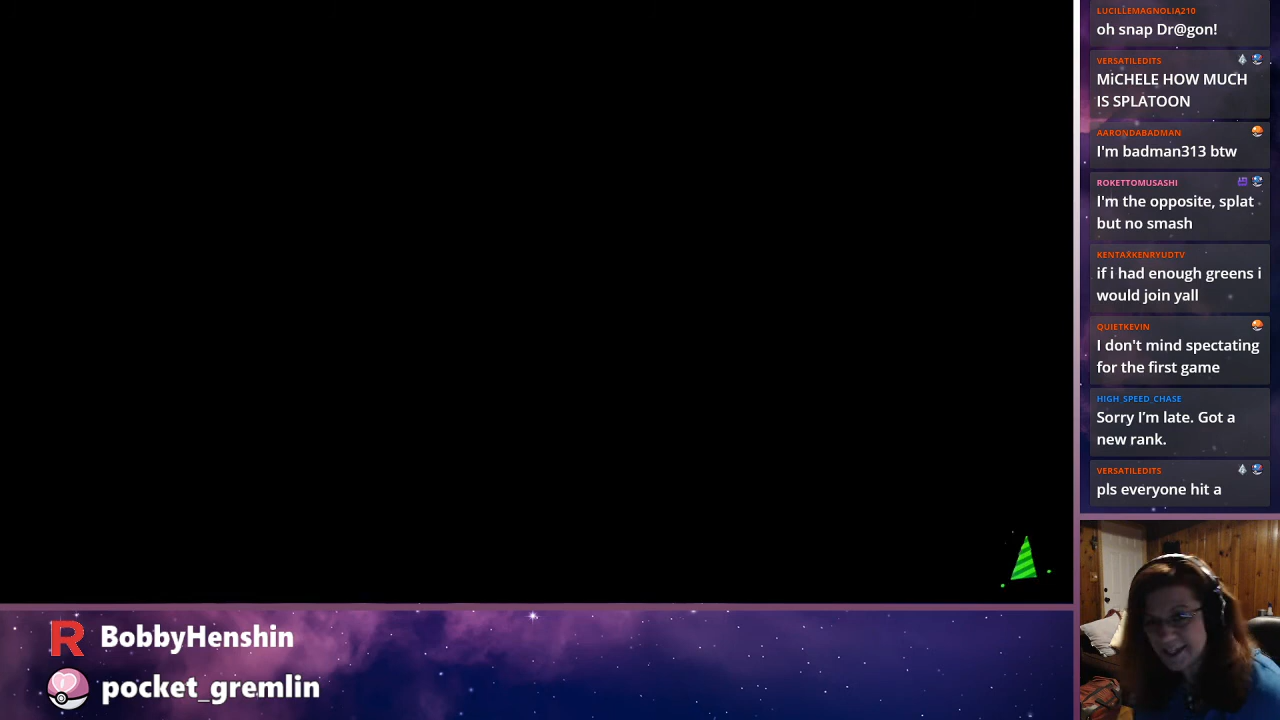 LUCILLEMAGNOLIA210
oh snap Dr@gon!
VERSATILEDITS
MiCHELE HOW MUCH
IS SPLATOON
AARONDABADMAN
I'm badman313 btw
ROKETTOMUSASHI
I'm the opposite, splat
but no smash
KENTAXKENRYUDTV
if i had enough greens i
would join yall
QUIETKEVIN
I don't mind spectating
for the first game
HIGH_SPEED_CHASE
Sorry I’m late. Got a
new rank.
VERSATILEDITS
pls everyone hit a
R BobbyHenshin
pocket_gremlin